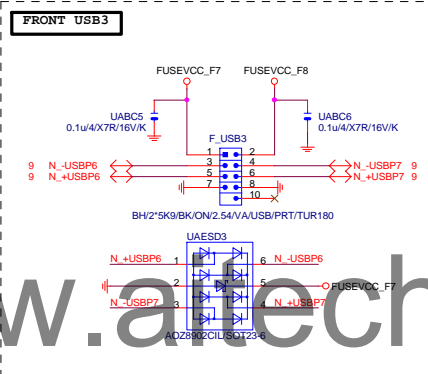 FRONT USB3
FUSEVCC_F7 FUSEVCC_F8
UABC5 UABC6
0.1u/4/X7R/16V/K 0.1u/4/X7R/16V/K
F_USB3
1 2
9 N_-USBP6 3 4 N_-USBP7 9
9 N_+USBP6 5 6 N_+USBP7 9
7 8
10
BH/2*5K9/BK/ON/2.54/VA/USB/PRT/TUR180
UAESD3
N_+USBP6 1 6 N_-USBP6
2 5 FUSEVCC_F7
N_-USBP7 3 4 N_+USBP7
AOZ8902CIL/SOT23-6
w.aitech